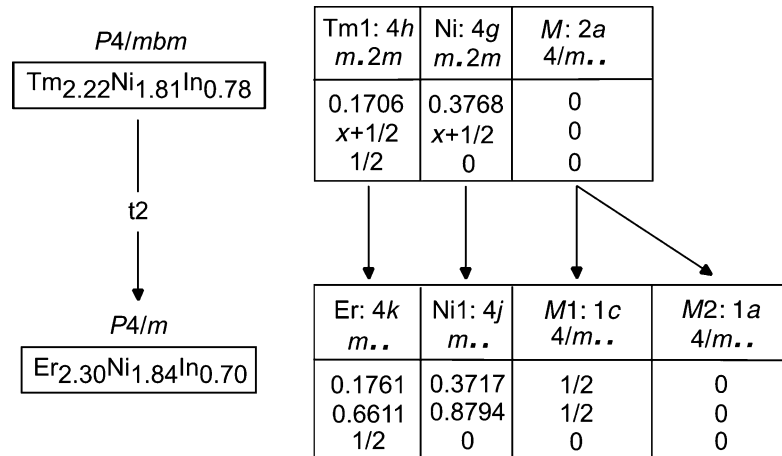 P4/mbm
Tm2.22Ni1.81In0.78
t2
P4/m
Er2.30Ni1.84In0.70
Tm1: 4h Ni: 4g M: 2a
m.2m m.2m 4/m..
0.1706 0.3768 0
x+1/2 x+1/2 0
1/2 0 0
Er: 4k Ni1: 4j M1: 1c M2: 1a
m.. m.. 4/m.. 4/m..
0.1761 0.3717 1/2 0
0.6611 0.8794 1/2 0
1/2 0 0 0